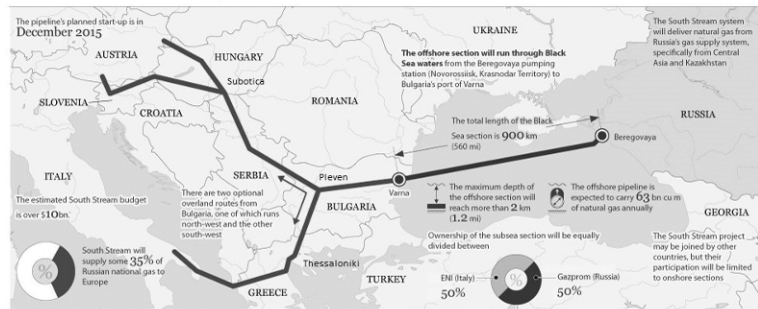 The pipeline's planned start-up is in
December 2015
AUSTRIA
HUNGARY
Subotica
SLOVENIA
CROATIA
ROMANIA
UKRAINE
The offshore section will run through Black
Sea waters from the Beregovaya pumping
station (Novorossiisk, Krasnodar Territory) to
Bulgaria's port of Varna
The South Stream system
will deliver natural gas from
Russia's gas supply system,
specifically from Central
Asia and Kazakhstan
RUSSIA
The total length of the Black
Sea section is 900 km
(560 mi)
Beregovaya
ITALY
The estimated South Stream budget
is over $10bn.
SERBIA
There are two optional
overland routes from
Bulgaria, one of which runs
north-west and the other
south-west
Pleven
BULGARIA
Varna
The maximum depth of
the offshore section will
reach more than 2 km
(1.2 mi)
The offshore pipeline is
expected to carry 63 bn cu m
of natural gas annually
GEORGIA
%
South Stream will
supply some 35% of
Russian national gas to
Europe
Thessaloniki
GREECE
TURKEY
Ownership of the subsea section will be equally
divided between
ENI (Italy)
50%
%
Gazprom (Russia)
50%
The South Stream project
may be joined by other
countries, but their
participation will be limited
to onshore sections